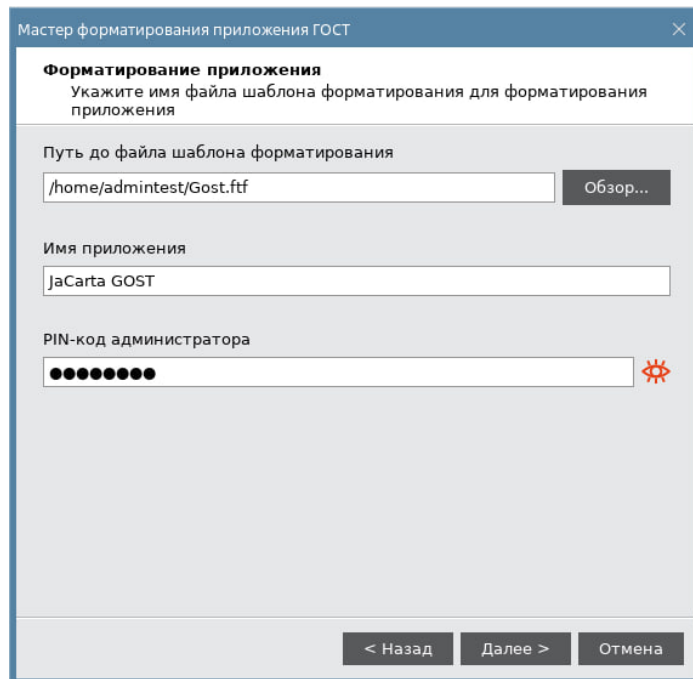 Мастер форматирования приложения ГОСТ
Форматирование приложения
Укажите имя файла шаблона форматирования для форматирования
приложения
Путь до файла шаблона форматирования
/home/admintest/Gost.ftf
Обзор...
Имя приложения
JaCarta GOST
PIN-код администратора
●●●●●●●●
< Назад
Далее >
Отмена